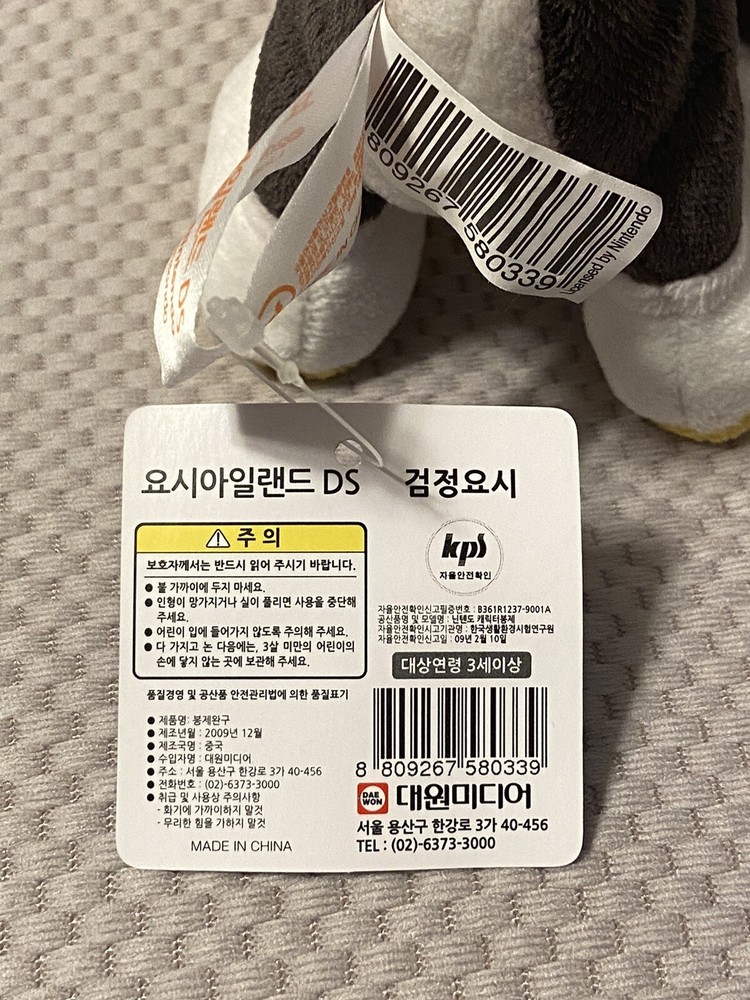 8809267 580339
Licensed by Nintendo
DS
요시아일랜드 DS 검정요시
주의
보호자께서는 반드시 읽어 주시기 바랍니다.
● 불 가까이에 두지 마세요.
● 인형이 망가지거나 실이 풀리면 사용을 중단해
주세요.
● 어린이 입에 들어가지 않도록 주의해 주세요.
● 다 가지고 논 다음에는, 3살 미만의 어린이의
손에 닿지 않는 곳에 보관해 주세요.
품질경영 및 공산품 안전관리법에 의한 품질표기
● 제품명: 봉제완구
● 제조년월 : 2009년 12월
● 제조국명 : 중국
● 수입자명 : 대원미디어
● 주소 : 서울 용산구 한강로 3가 40-456
● 전화번호 : (02)-6373-3000
● 취급 및 사용상 주의사항
- 화기에 가까이하지 말것
- 무리한 힘을 가하지 말것
MADE IN CHINA
kps
자율안전확인
자율안전확인신고필증번호 : B361R1237-9001A
공산품명 및 모델명 : 닌텐도 캐릭터봉제
자율안전확인신고기관명 : 한국생활환경시험연구원
자율안전확인신고일 : 09년 2월 10일
대상연령 3세이상
8 809267 580339
DAE WON 대원미디어
서울 용산구 한강로 3가 40-456
TEL : (02)-6373-3000